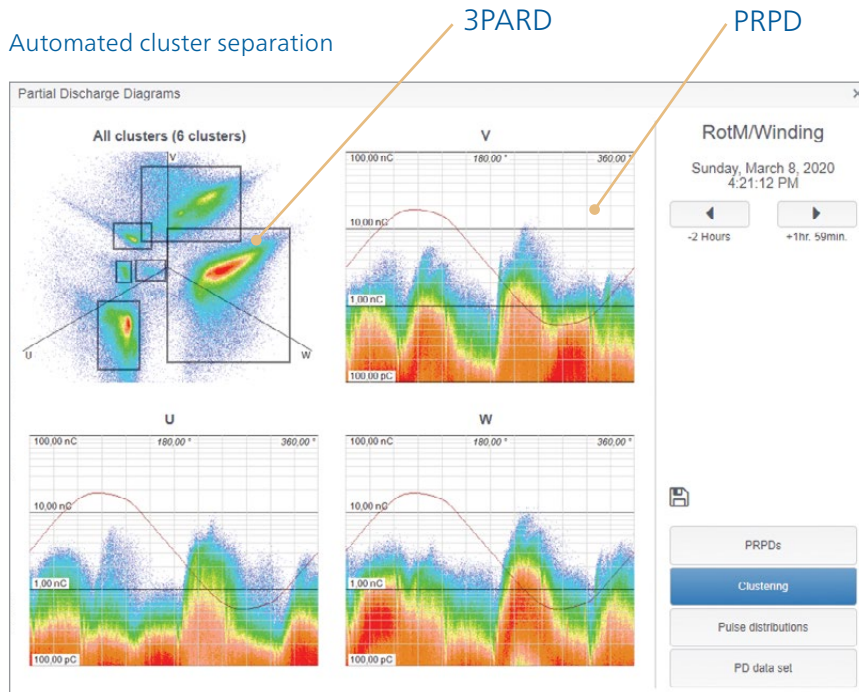 3PARD
PRPD
Automated cluster separation
Partial Discharge Diagrams
×
All clusters (6 clusters)
V
U
W
V
100,00 nC
180,00 °
360,00 °
10,00 nC
1,00 nC
100,00 pC
RotM/Winding
Sunday, March 8, 2020
4:21:12 PM
-2 Hours
+1hr. 59min.
U
100,00 nC
180,00 °
360,00 °
10,00 nC
1,00 nC
100,00 pC
W
100,00 nC
180,00 °
360,00 °
10,00 nC
1,00 nC
100,00 pC
PRPDs
Clustering
Pulse distributions
PD data set